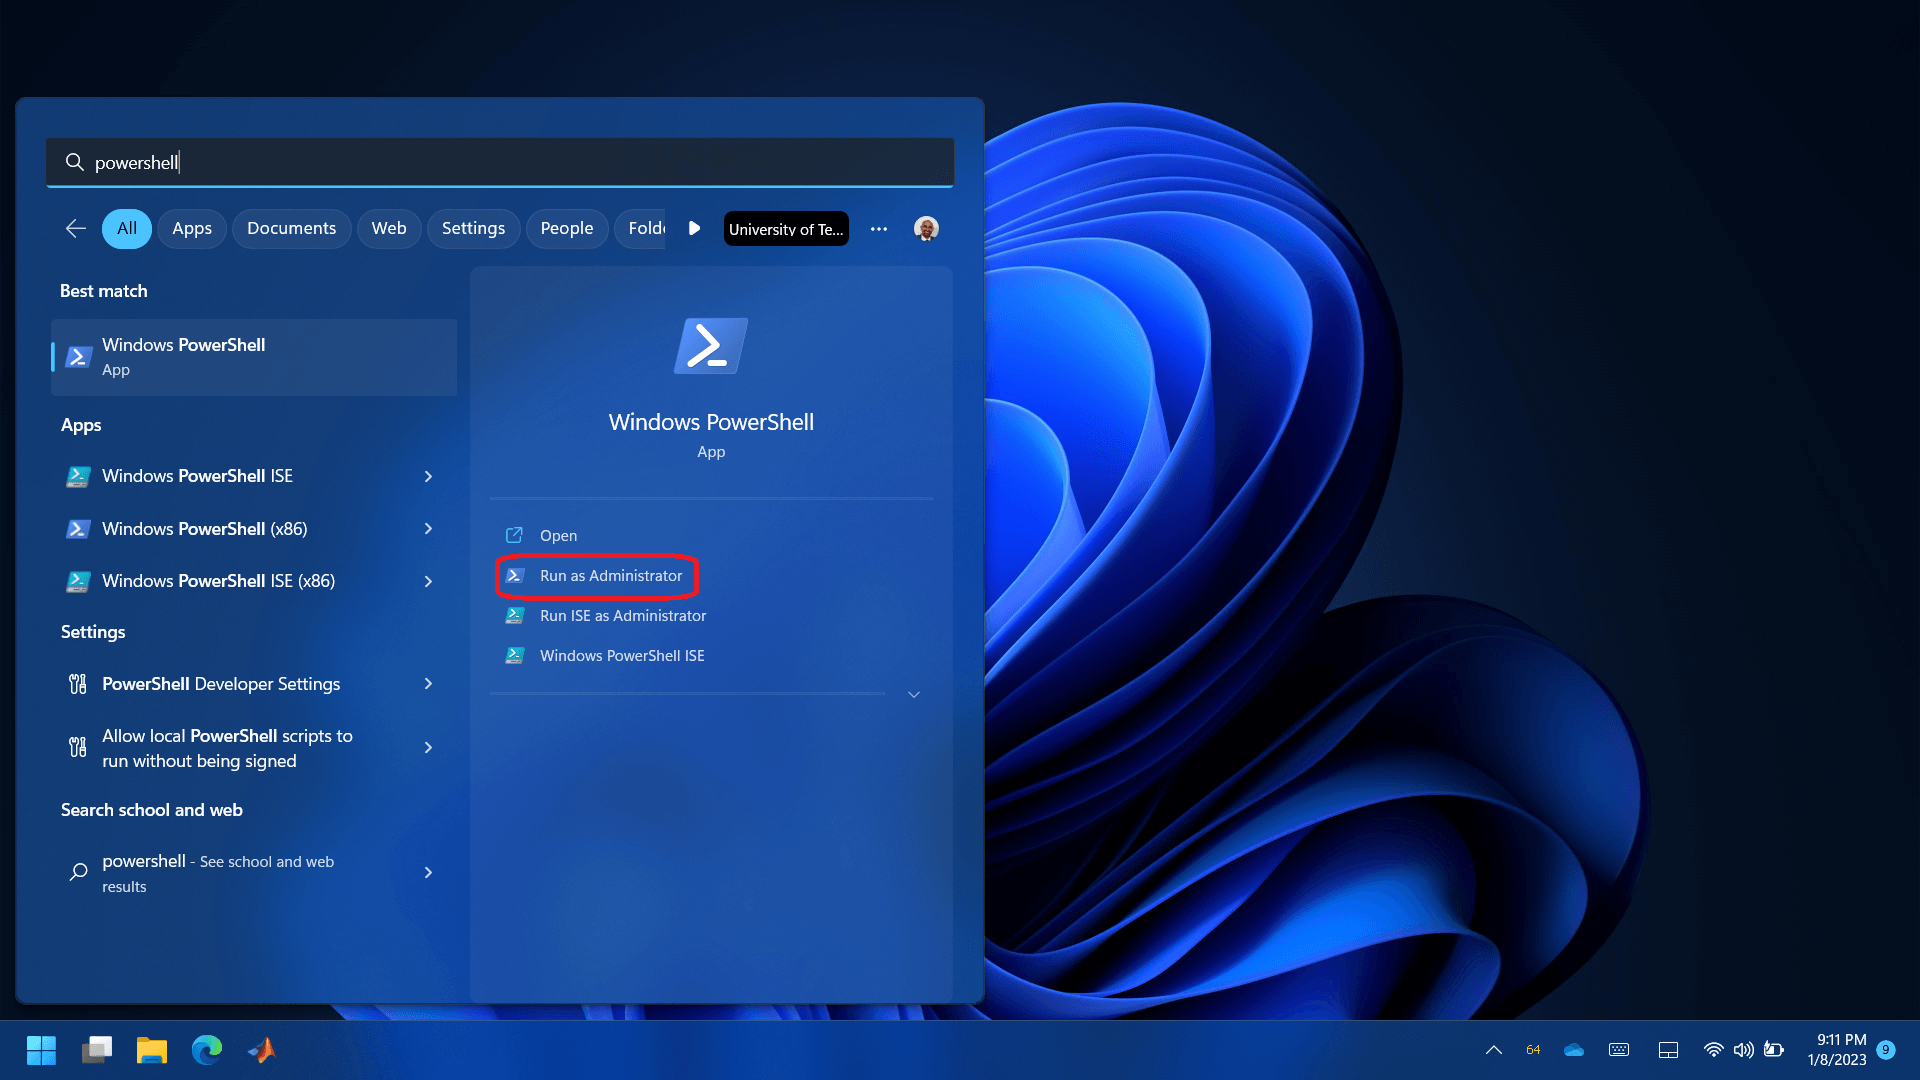 powershell
All
Apps
Documents
Web
Settings
People
University of Te...
Best match
Windows PowerShell
App
Apps
Windows PowerShell ISE
Windows PowerShell (x86)
Windows PowerShell ISE (x86)
Settings
PowerShell Developer Settings
Allow local PowerShell scripts to
run without being signed
Search school and web
powershell - See school and web
results
Windows PowerShell
App
Open
Run as Administrator
Run ISE as Administrator
Windows PowerShell ISE
64
9:11 PM
1/8/2023
9